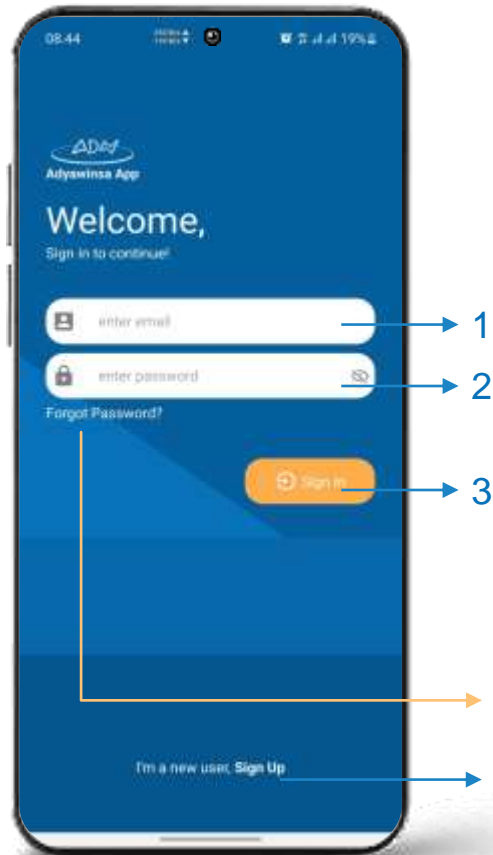 08.44
19%
ADW
Adyawinsa App
Welcome,
Sign in to continue!
enter email
1
enter password
2
Forgot Password?
Sign In
3
I'm a new user, Sign Up